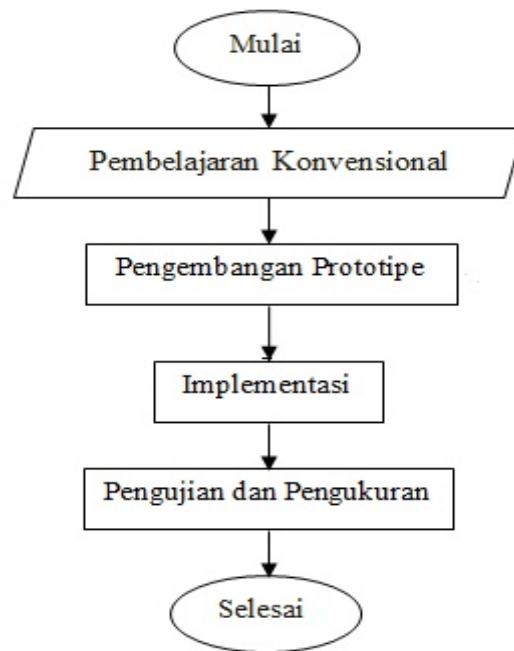 Mulai
Pembelajaran Konvensional
Pengembangan Prototipe
Implementasi
Pengujian dan Pengukuran
Selesai